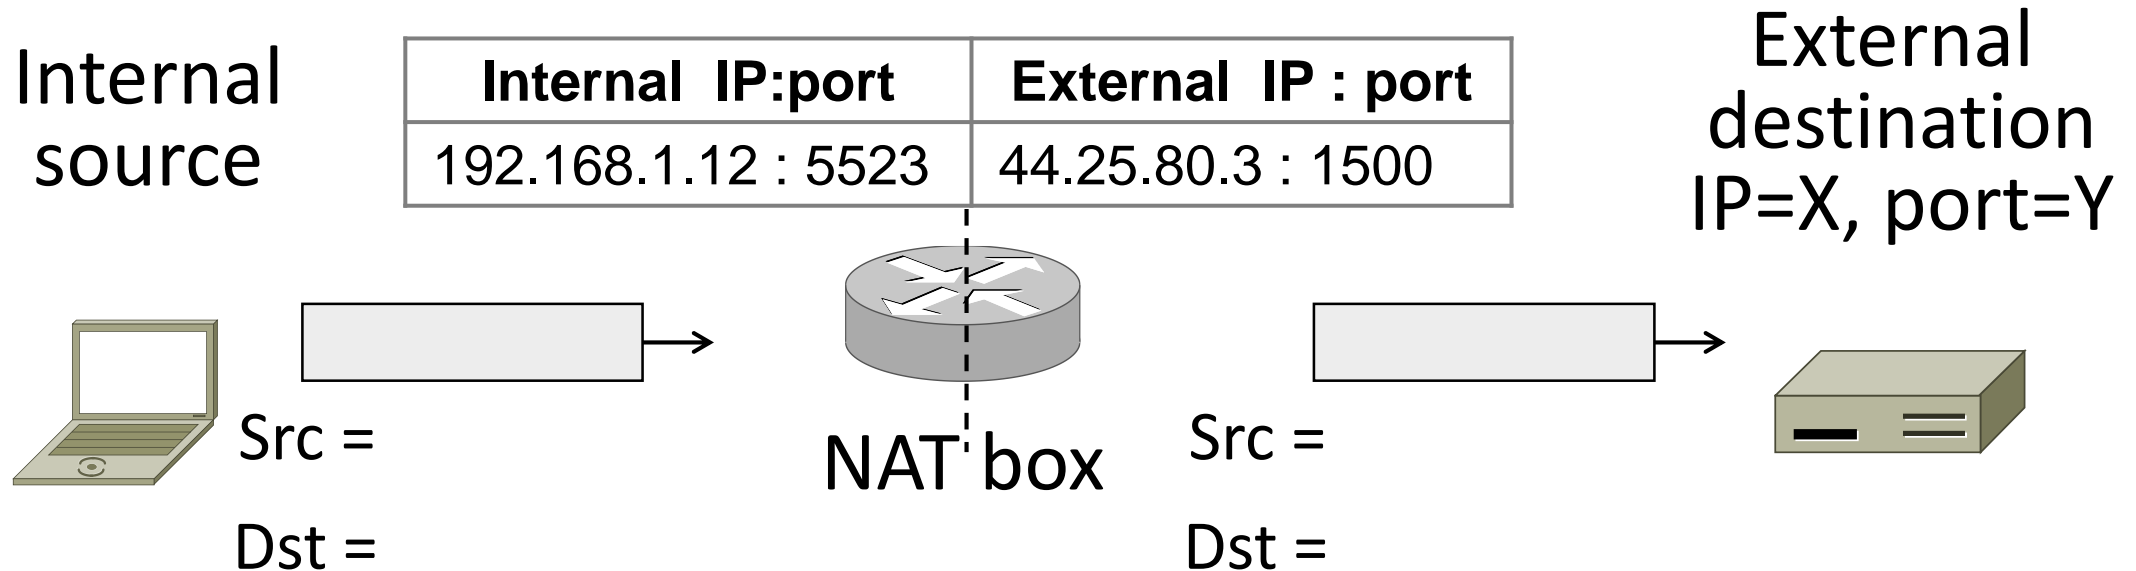 Internal
source
Internal IP:port External IP : port
192.168.1.12 : 5523 44.25.80.3 : 1500
External
destination
IP=X, port=Y
Src =
Dst =
NAT box
Src =
Dst =